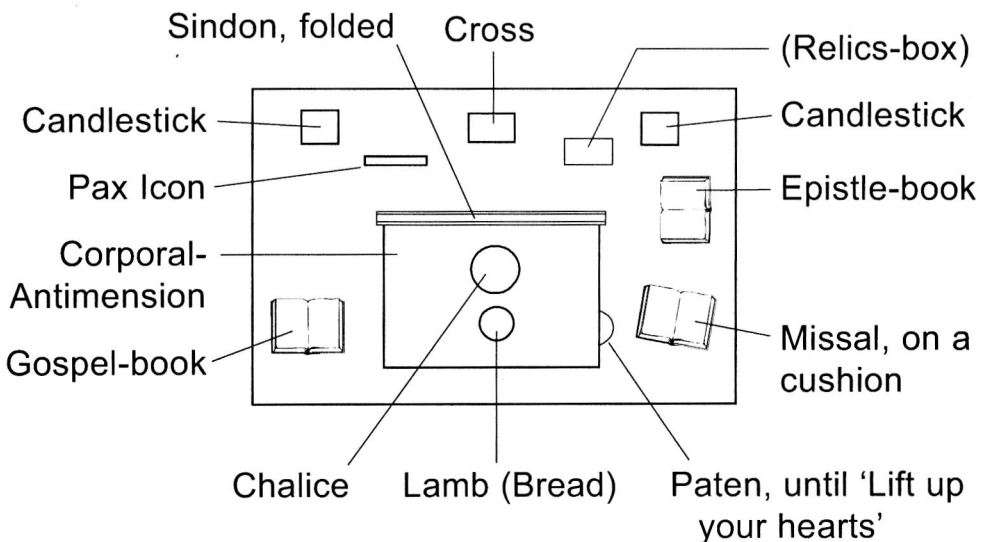 Sindon, folded
Cross
(Relics-box)
Candlestick
Candlestick
Pax Icon
Epistle-book
Corporal-
Antimension
Gospel-book
Missal, on a
cushion
Chalice
Lamb (Bread)
Paten, until ‘Lift up
your hearts’